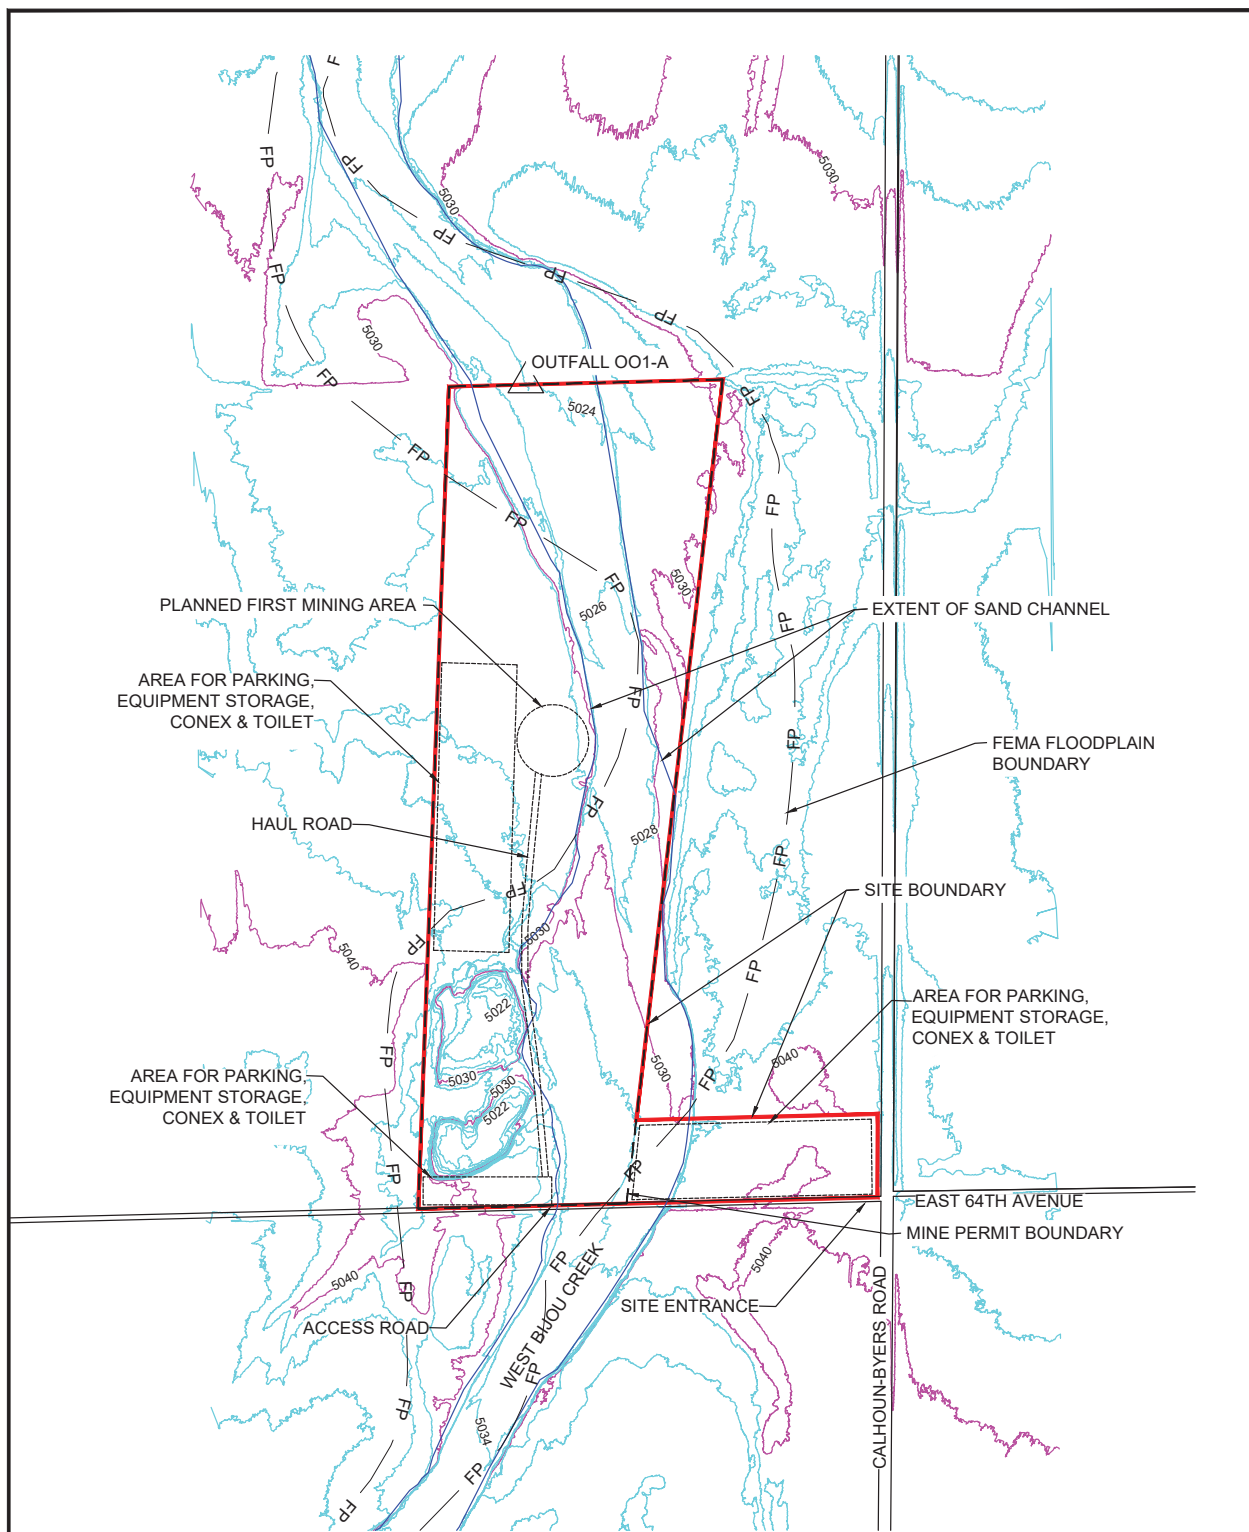 FP
FP
FP
5030
5030
FP
FP
FP
FP
FP
5030
FP
OUTFALL OO1-A
FP
5024
FP
FP
FP
FP
5030
PLANNED FIRST MINING AREA
5026
EXTENT OF SAND CHANNEL
FP
AREA FOR PARKING,
EQUIPMENT STORAGE,
CONEX & TOILET
FP
FP
FEMA FLOODPLAIN
BOUNDARY
FP
HAUL ROAD
5028
FP
FP
SITE BOUNDARY
5030
FP
5040
FP
AREA FOR PARKING,
EQUIPMENT STORAGE,
CONEX & TOILET
5022
FP
5040
5030
FP
AREA FOR PARKING,
EQUIPMENT STORAGE,
CONEX & TOILET
5030
5030
5022
FP
FP
EAST 64TH AVENUE
MINE PERMIT BOUNDARY
5040
FP
FP
5040
WEST BIJOU CREEK
SITE ENTRANCE
ACCESS ROAD
CALHOUN-BYERS ROAD
FP
FP
5034
FP
FP